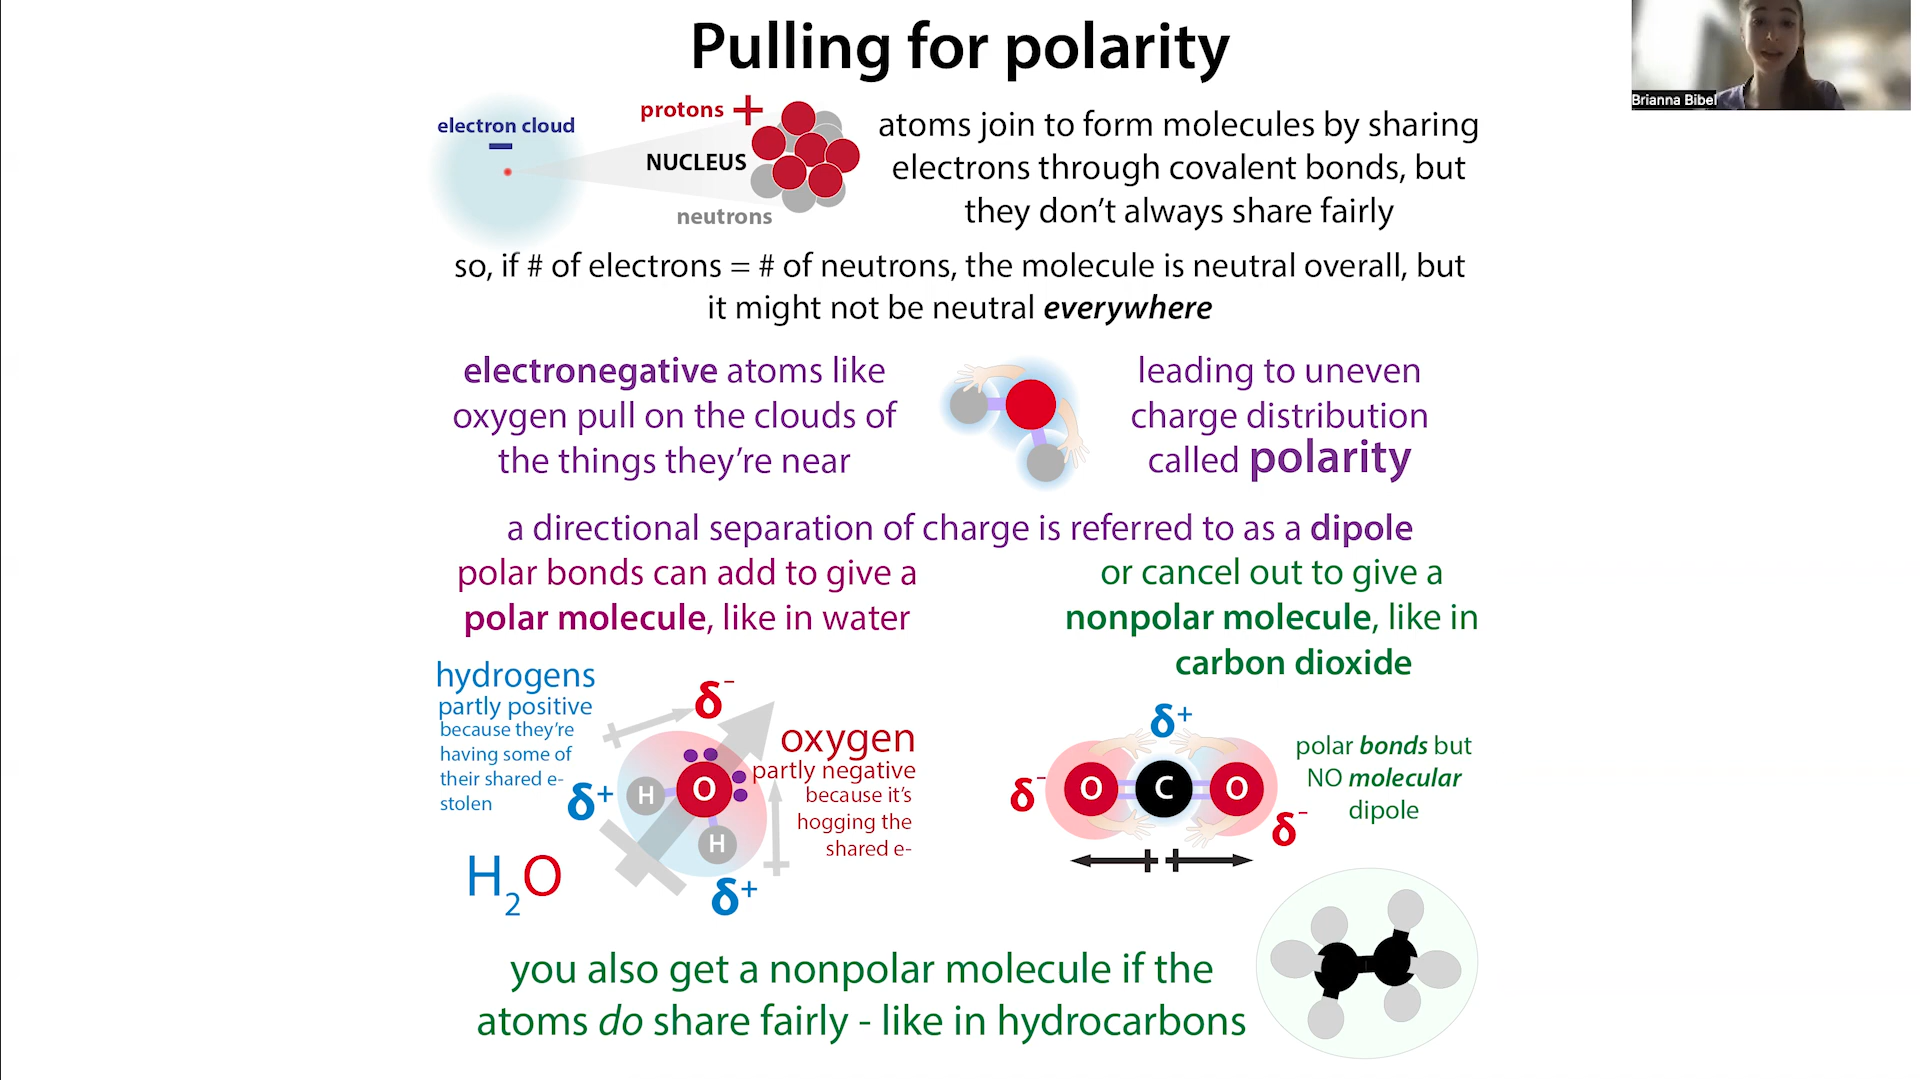 Pulling for polarity
Brianna Bibel
electron cloud
−
protons +
NUCLEUS
neutrons
atoms join to form molecules by sharing
electrons through covalent bonds, but
they don’t always share fairly
so, if # of electrons = # of neutrons, the molecule is neutral overall, but
it might not be neutral everywhere
electronegative atoms like
oxygen pull on the clouds of
the things they’re near
leading to uneven
charge distribution
called polarity
a directional separation of charge is referred to as a dipole
polar bonds can add to give a
polar molecule, like in water
or cancel out to give a
nonpolar molecule, like in
carbon dioxide
hydrogens
partly positive
because they’re
having some of
their shared e-
stolen
H₂O
δ⁻
δ⁺
H
O
H
δ⁺
oxygen
partly negative
because it’s
hogging the
shared e-
δ⁺
δ⁻
O
C
O
δ⁻
polar bonds but
NO molecular
dipole
you also get a nonpolar molecule if the
atoms do share fairly - like in hydrocarbons